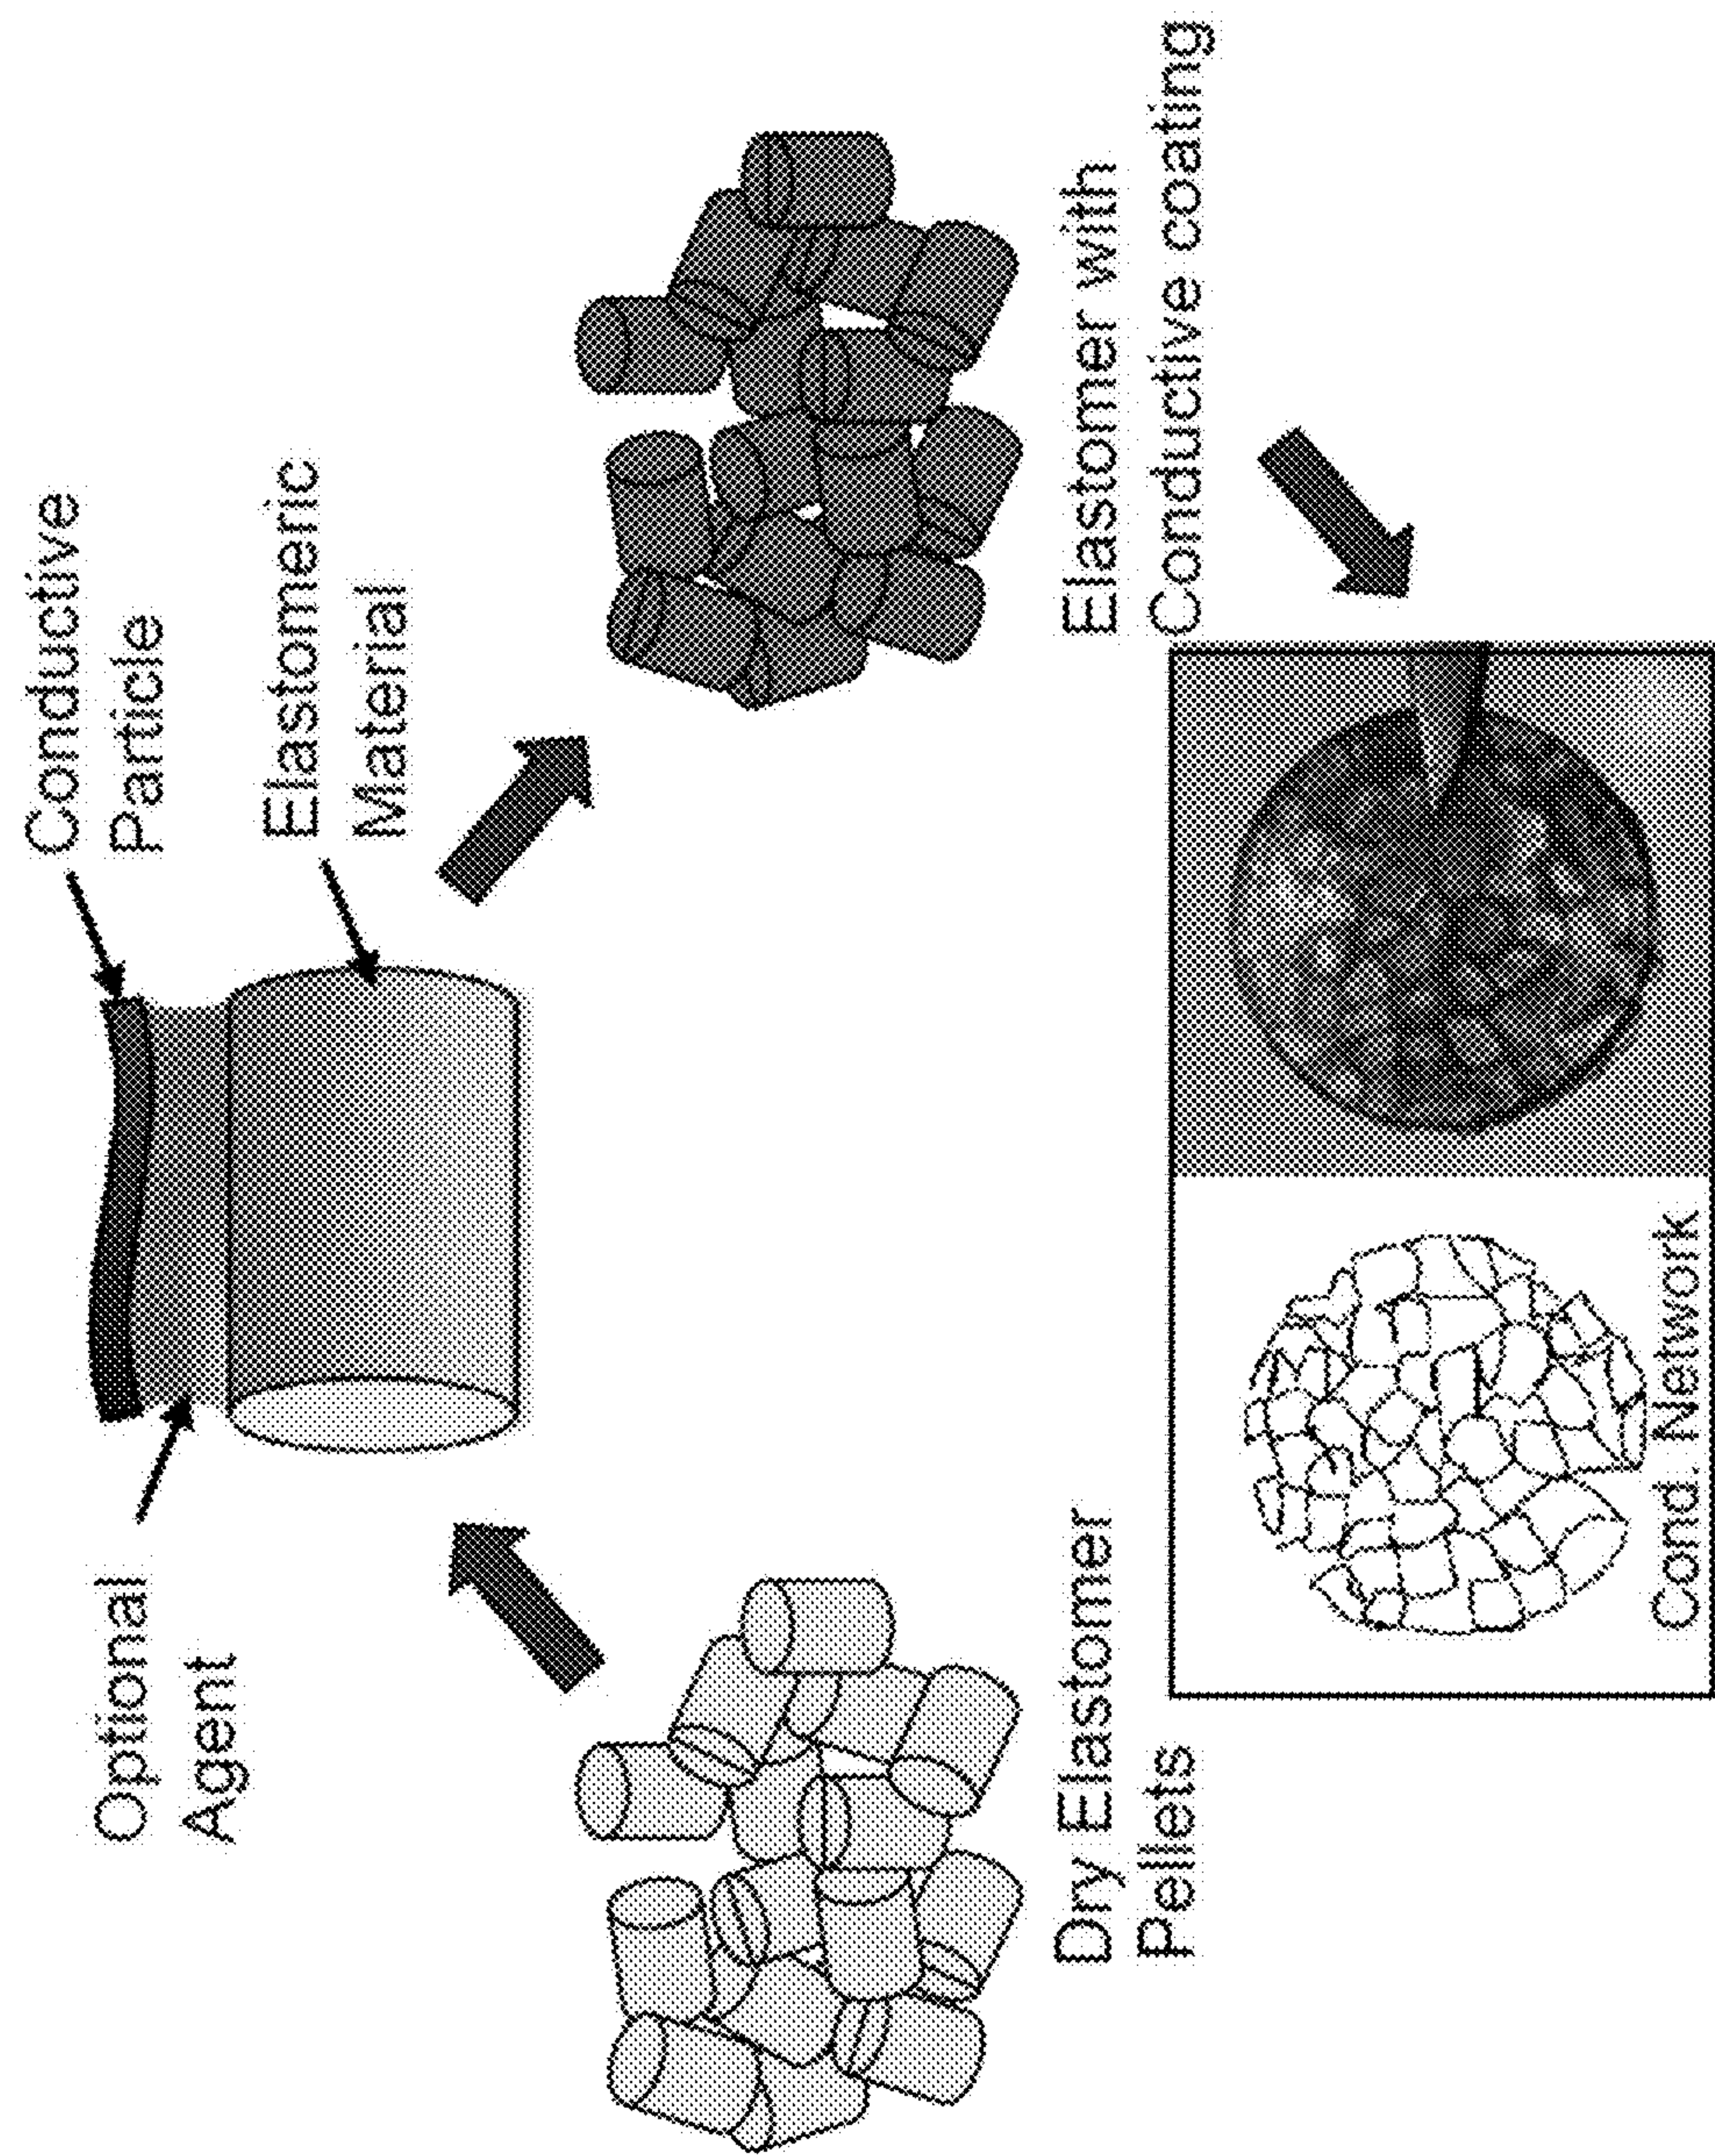 Optional
Agent
Conductive
Particle
Elastomeric
Material
Dry Elastomer
Pellets
Elastomer with
Conductive coating
Cond. Network